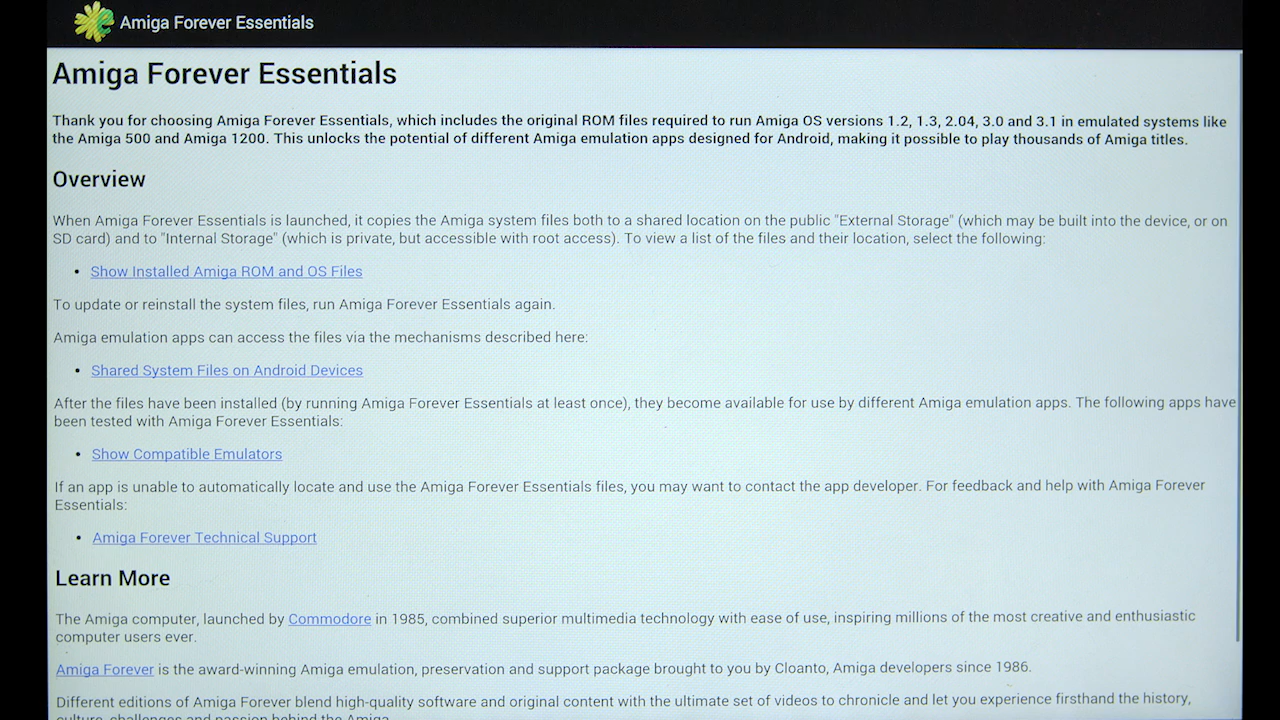 Amiga Forever Essentials
Amiga Forever Essentials
Thank you for choosing Amiga Forever Essentials, which includes the original ROM files required to run Amiga OS versions 1.2, 1.3, 2.04, 3.0 and 3.1 in emulated systems like
the Amiga 500 and Amiga 1200. This unlocks the potential of different Amiga emulation apps designed for Android, making it possible to play thousands of Amiga titles.
Overview
When Amiga Forever Essentials is launched, it copies the Amiga system files both to a shared location on the public "External Storage" (which may be built into the device, or on
SD card) and to "Internal Storage" (which is private, but accessible with root access). To view a list of the files and their location, select the following:
• Show Installed Amiga ROM and OS Files
To update or reinstall the system files, run Amiga Forever Essentials again.
Amiga emulation apps can access the files via the mechanisms described here:
• Shared System Files on Android Devices
After the files have been installed (by running Amiga Forever Essentials at least once), they become available for use by different Amiga emulation apps. The following apps have
been tested with Amiga Forever Essentials:
• Show Compatible Emulators
If an app is unable to automatically locate and use the Amiga Forever Essentials files, you may want to contact the app developer. For feedback and help with Amiga Forever
Essentials:
• Amiga Forever Technical Support
Learn More
The Amiga computer, launched by Commodore in 1985, combined superior multimedia technology with ease of use, inspiring millions of the most creative and enthusiastic
computer users ever.
Amiga Forever is the award-winning Amiga emulation, preservation and support package brought to you by Cloanto, Amiga developers since 1986.
Different editions of Amiga Forever blend high-quality software and original content with the ultimate set of videos to chronicle and let you experience firsthand the history,
culture, challenges and passion behind the Amiga.